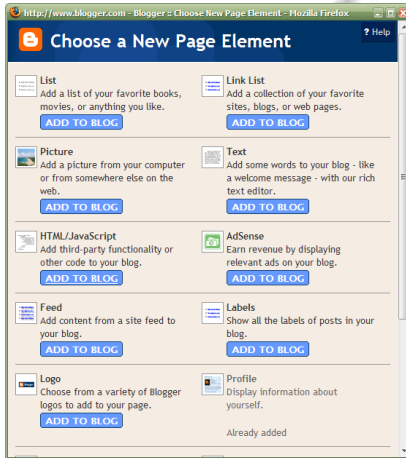 http://www.blogger.com - Blogger :: Choose New Page Element - Mozilla Firefox
Choose a New Page Element
? Help
List
Add a list of your favorite books,
movies, or anything you like.
ADD TO BLOG
Link List
Add a collection of your favorite
sites, blogs, or web pages.
ADD TO BLOG
Picture
Add a picture from your computer
or from somewhere else on the
web.
ADD TO BLOG
Text
Add some words to your blog - like
a welcome message - with our rich
text editor.
ADD TO BLOG
HTML/JavaScript
Add third-party functionality or
other code to your blog.
ADD TO BLOG
AdSense
Earn revenue by displaying
relevant ads on your blog.
ADD TO BLOG
Feed
Add content from a site feed to
your blog.
ADD TO BLOG
Labels
Show all the labels of posts in your
blog.
ADD TO BLOG
Logo
Choose from a variety of Blogger
logos to add to your page.
ADD TO BLOG
Profile
Display information about
yourself.
Already added